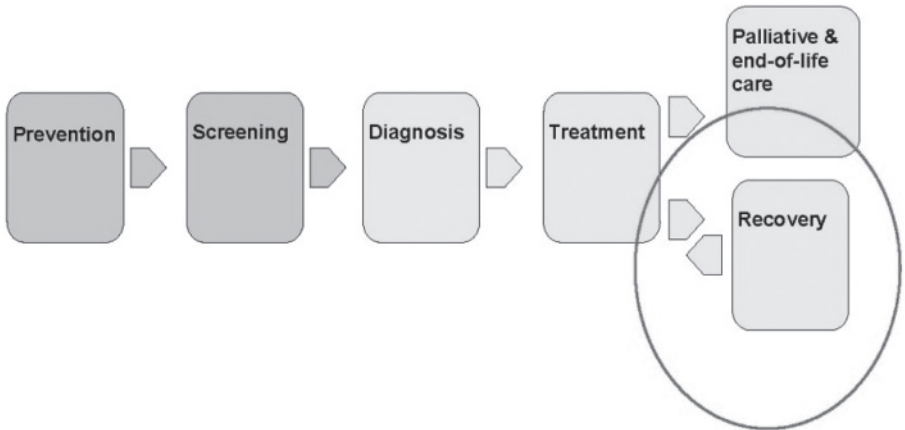 Prevention
Screening
Diagnosis
Treatment
Palliative &
end-of-life
care
Recovery